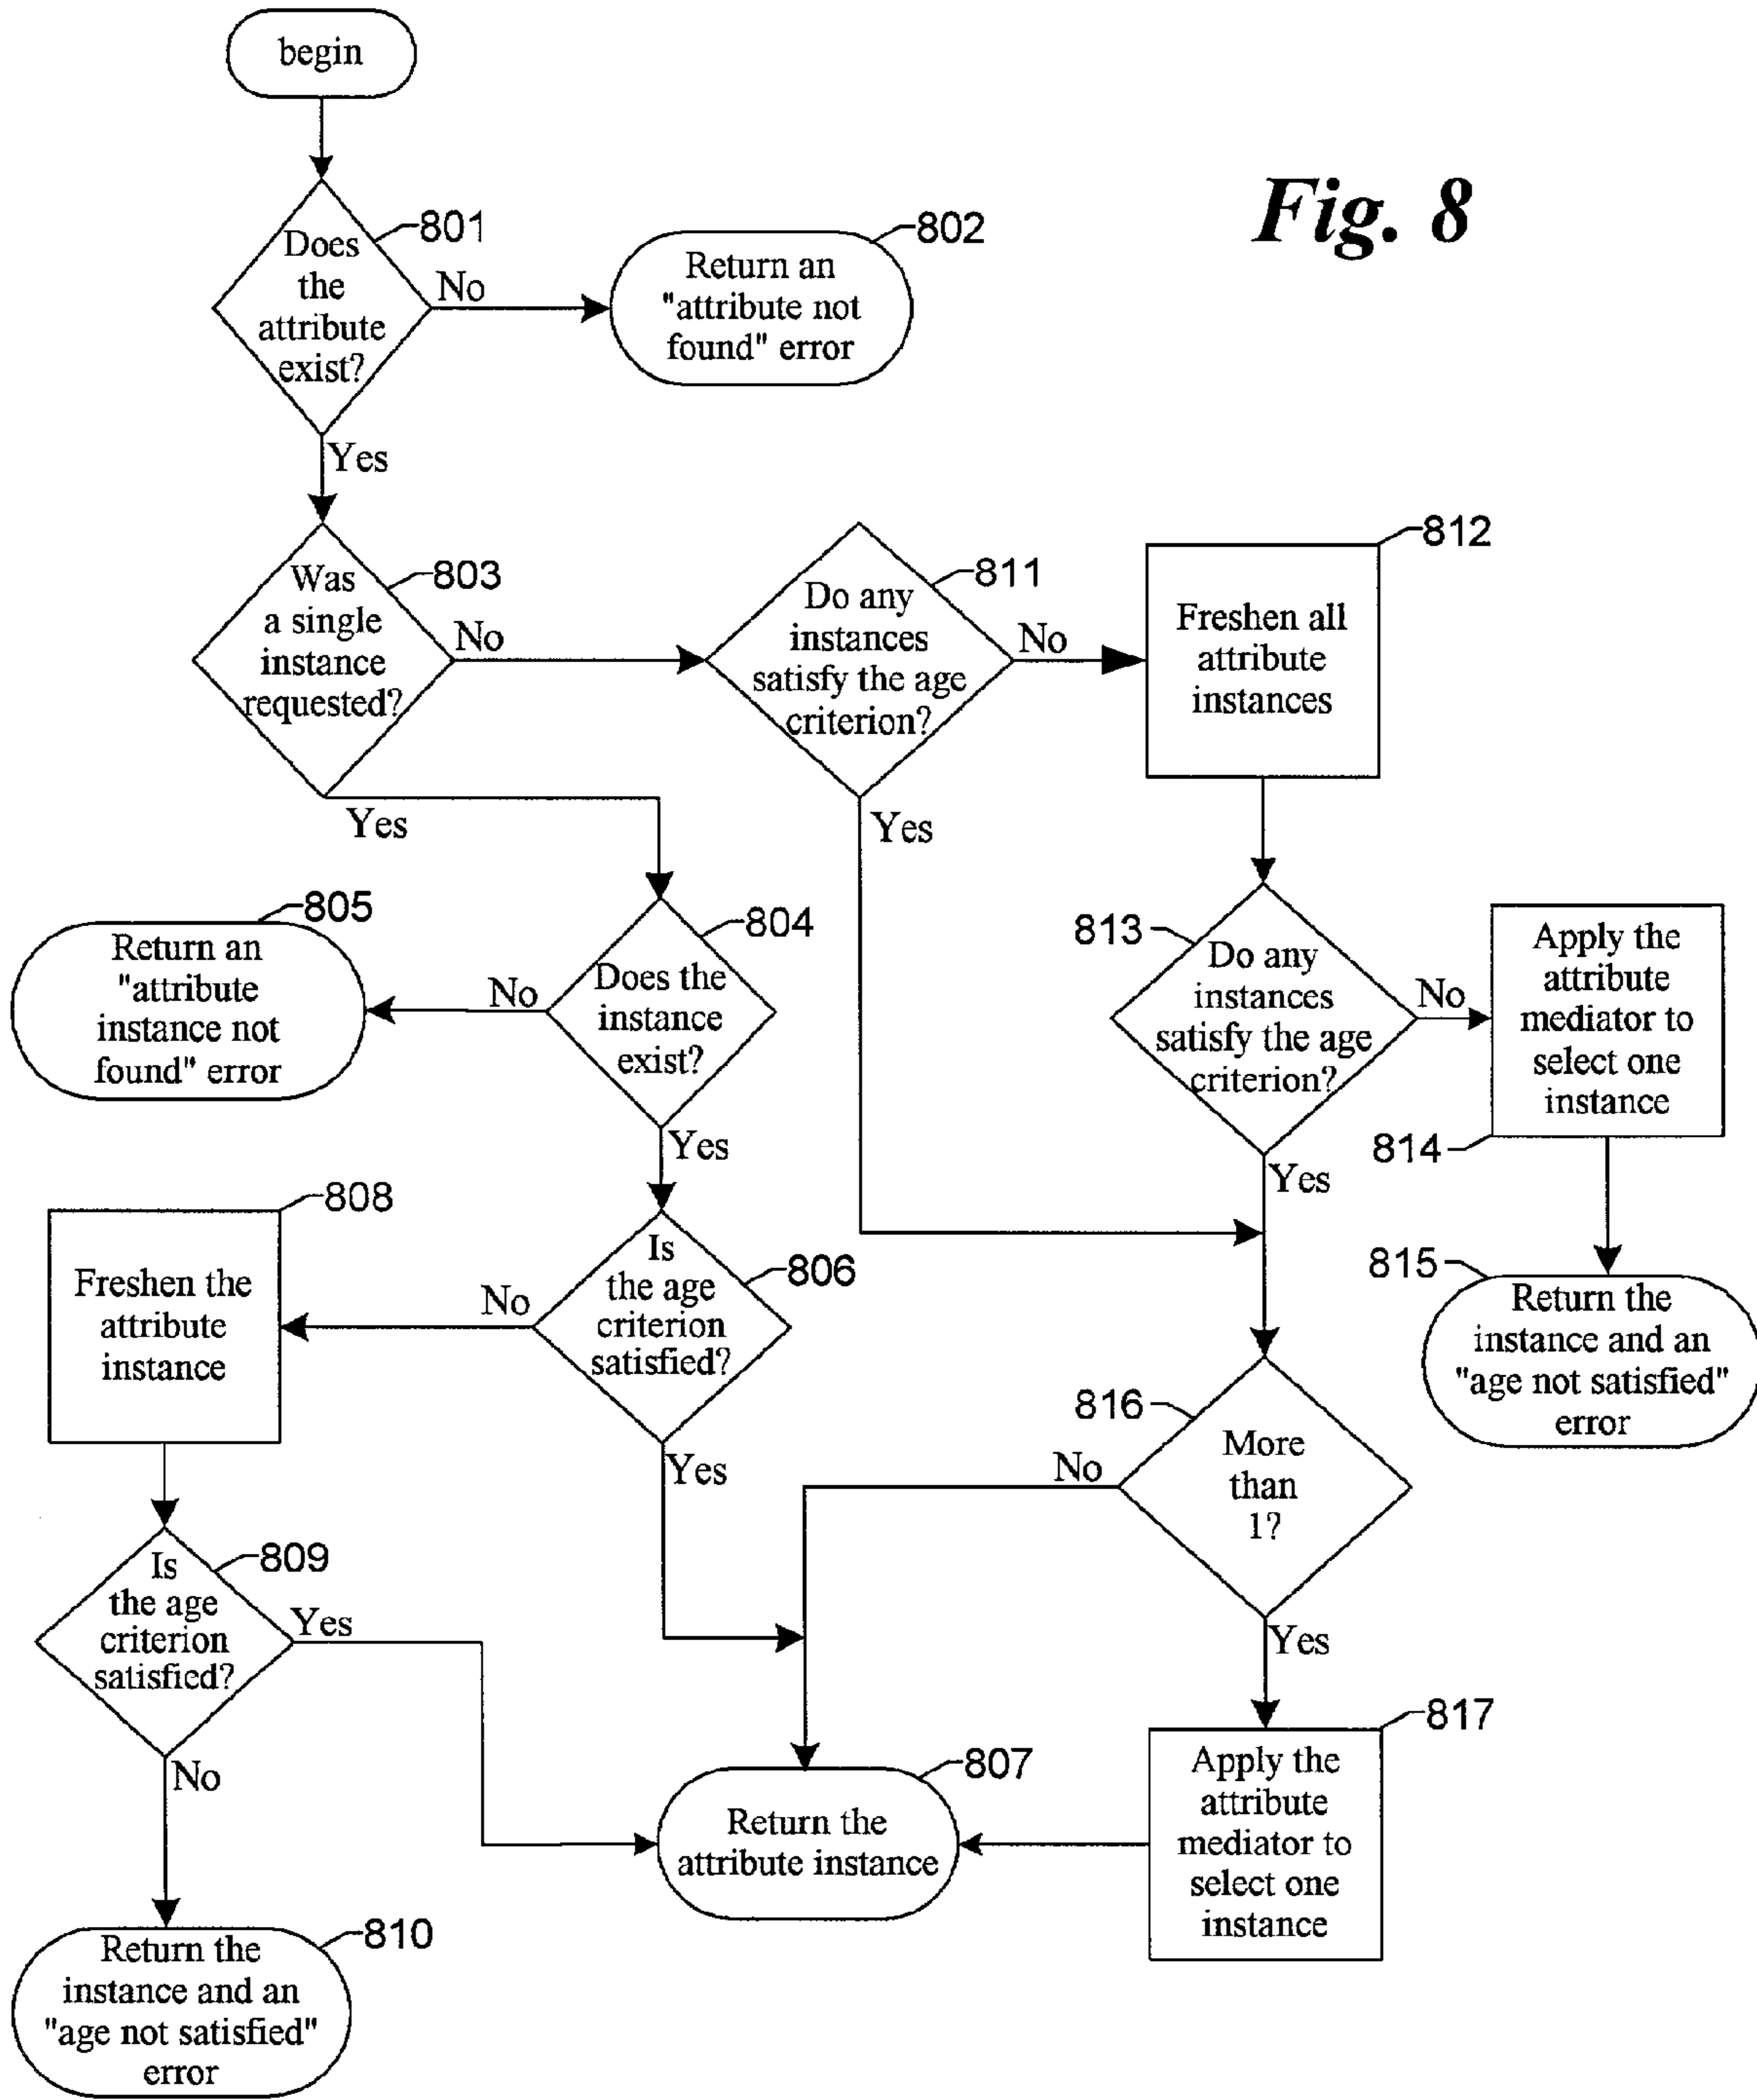 begin
Fig. 8
801
Does
the
attribute
exist?
No
802
Return an
"attribute not
found" error
Yes
803
Was
a single
instance
requested?
No
811
Do any
instances
satisfy the age
criterion?
No
812
Freshen all
attribute
instances
Yes
Yes
805
Return an
"attribute
instance not
found" error
No
804
Does the
instance
exist?
813
Do any
instances
satisfy the age
criterion?
No
Apply the
attribute
mediator to
select one
instance
814
Yes
Yes
808
Freshen the
attribute
instance
No
806
Is
the age
criterion
satisfied?
815
Return the
instance and an
"age not satisfied"
error
Yes
816
More
than
1?
No
Yes
809
Is
the age
criterion
satisfied?
Yes
No
807
Return the
attribute instance
817
Apply the
attribute
mediator to
select one
instance
810
Return the
instance and an
"age not satisfied"
error